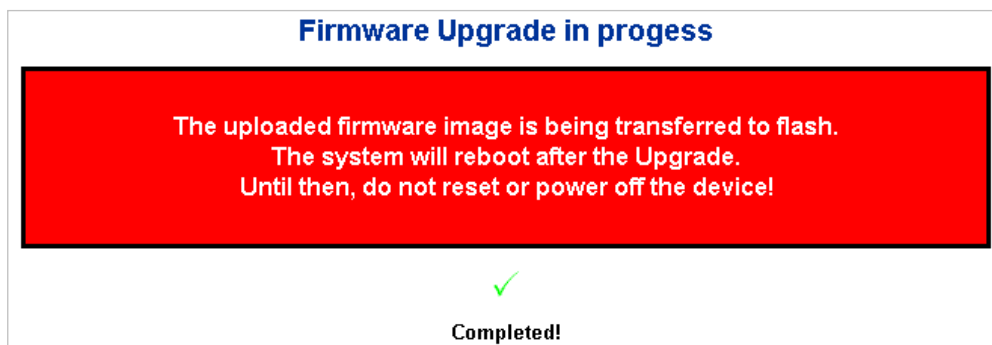 Firmware Upgrade in progess
The uploaded firmware image is being transferred to flash.
The system will reboot after the Upgrade.
Until then, do not reset or power off the device!
Completed!